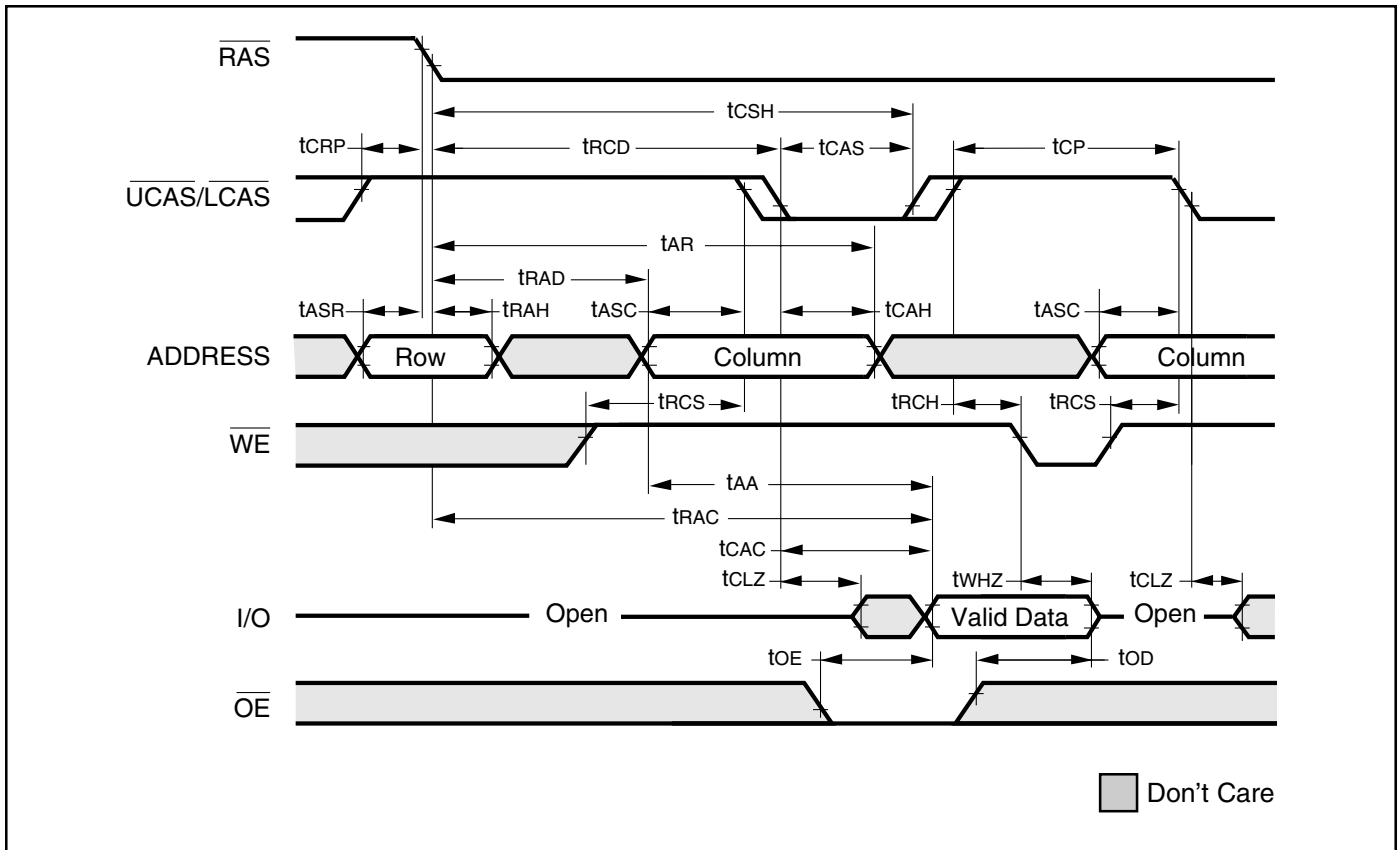 RAS
tCSH
tCRP
tRCD
tCAS
tCP
UCAS/LCAS
tAR
tRAD
tASR
tRAH
tASC
tCAH
tASC
ADDRESS
Row
Column
Column
tRCS
tRCH
tRCS
WE
tAA
tRAC
tCAC
tCLZ
tWHZ
tCLZ
I/O
Open
Valid Data
Open
tOE
tOD
OE
Don't Care